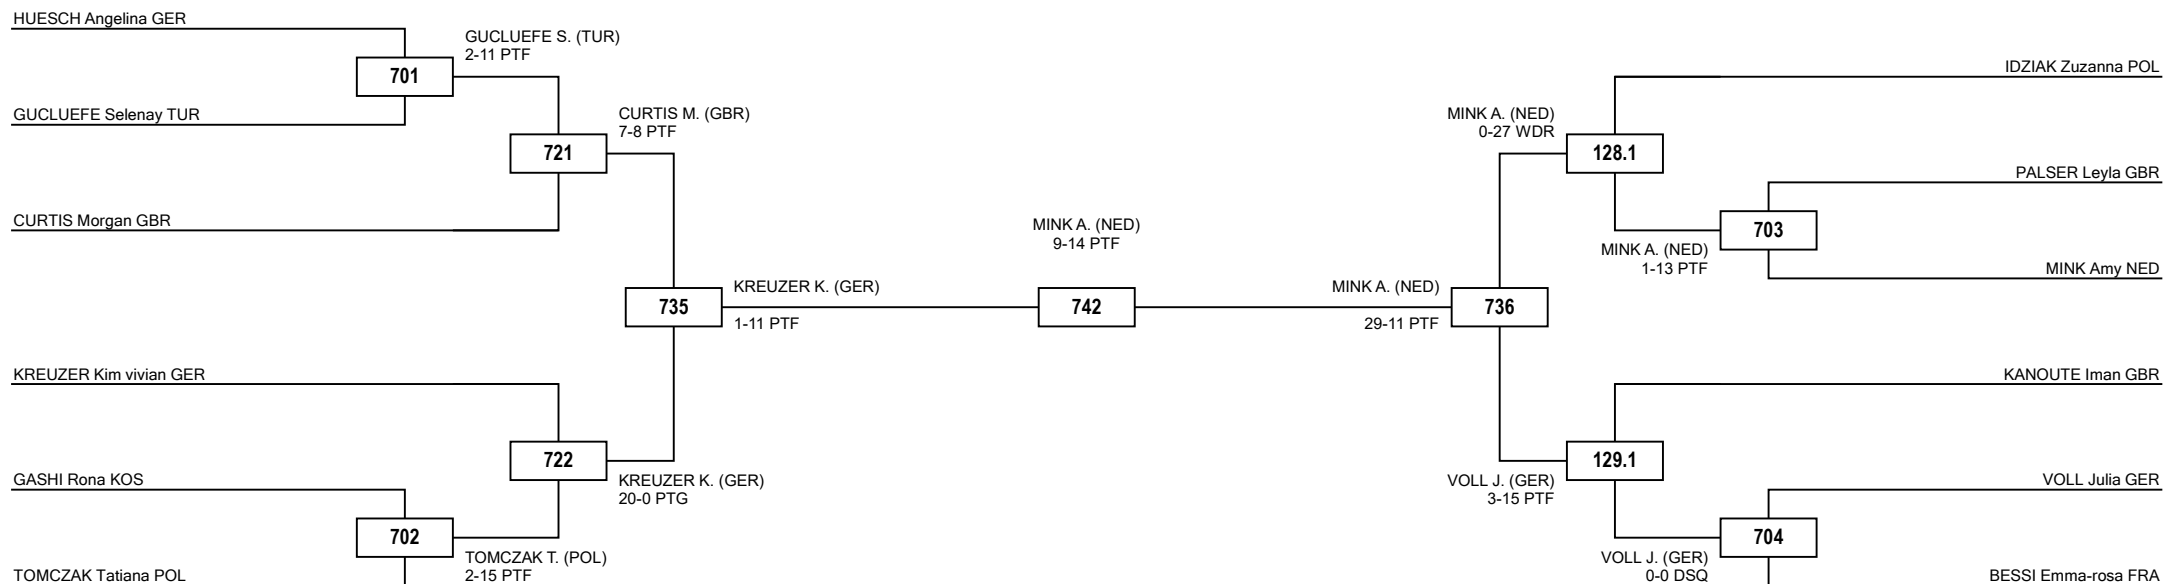 HUESCH Angelina GER
GUCLUEFE S. (TUR)
2-11 PTF
701
IDZIAK Zuzanna POL
GUCLUEFE Selenay TUR
CURTIS M. (GBR)
7-8 PTF
MINK A. (NED)
0-27 WDR
721
128.1
PALSER Leyla GBR
CURTIS Morgan GBR
MINK A. (NED)
9-14 PTF
703
MINK A. (NED)
1-13 PTF
MINK Amy NED
KREUZER K. (GER)
MINK A. (NED)
735
742
736
1-11 PTF
29-11 PTF
KREUZER Kim vivian GER
KANOUTE Iman GBR
722
129.1
GASHI Rona KOS
KREUZER K. (GER)
20-0 PTG
VOLL J. (GER)
3-15 PTF
VOLL Julia GER
702
704
TOMCZAK T. (POL)
2-15 PTF
VOLL J. (GER)
0-0 DSQ
TOMCZAK Tatiana POL
BESSI Emma-rosa FRA